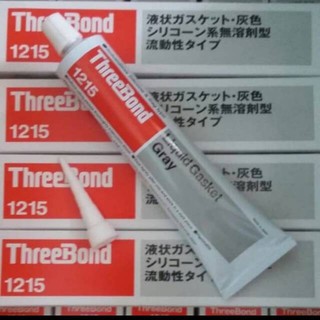 液状ガスケット・灰色
シリコーン系無溶剤型
流動性タイプ
1215
ThreeBond
1215
ThreeBond
1215
Liquid Gasket
Gray
液状ガスケット・灰色
シリコーン系無溶剤型
流動性タイプ
ThreeBond
1215
ThreeBond
1215
ThreeBond
1215
液状ガスケット・灰色
シリコーン系無溶剤型
流動性タイプ